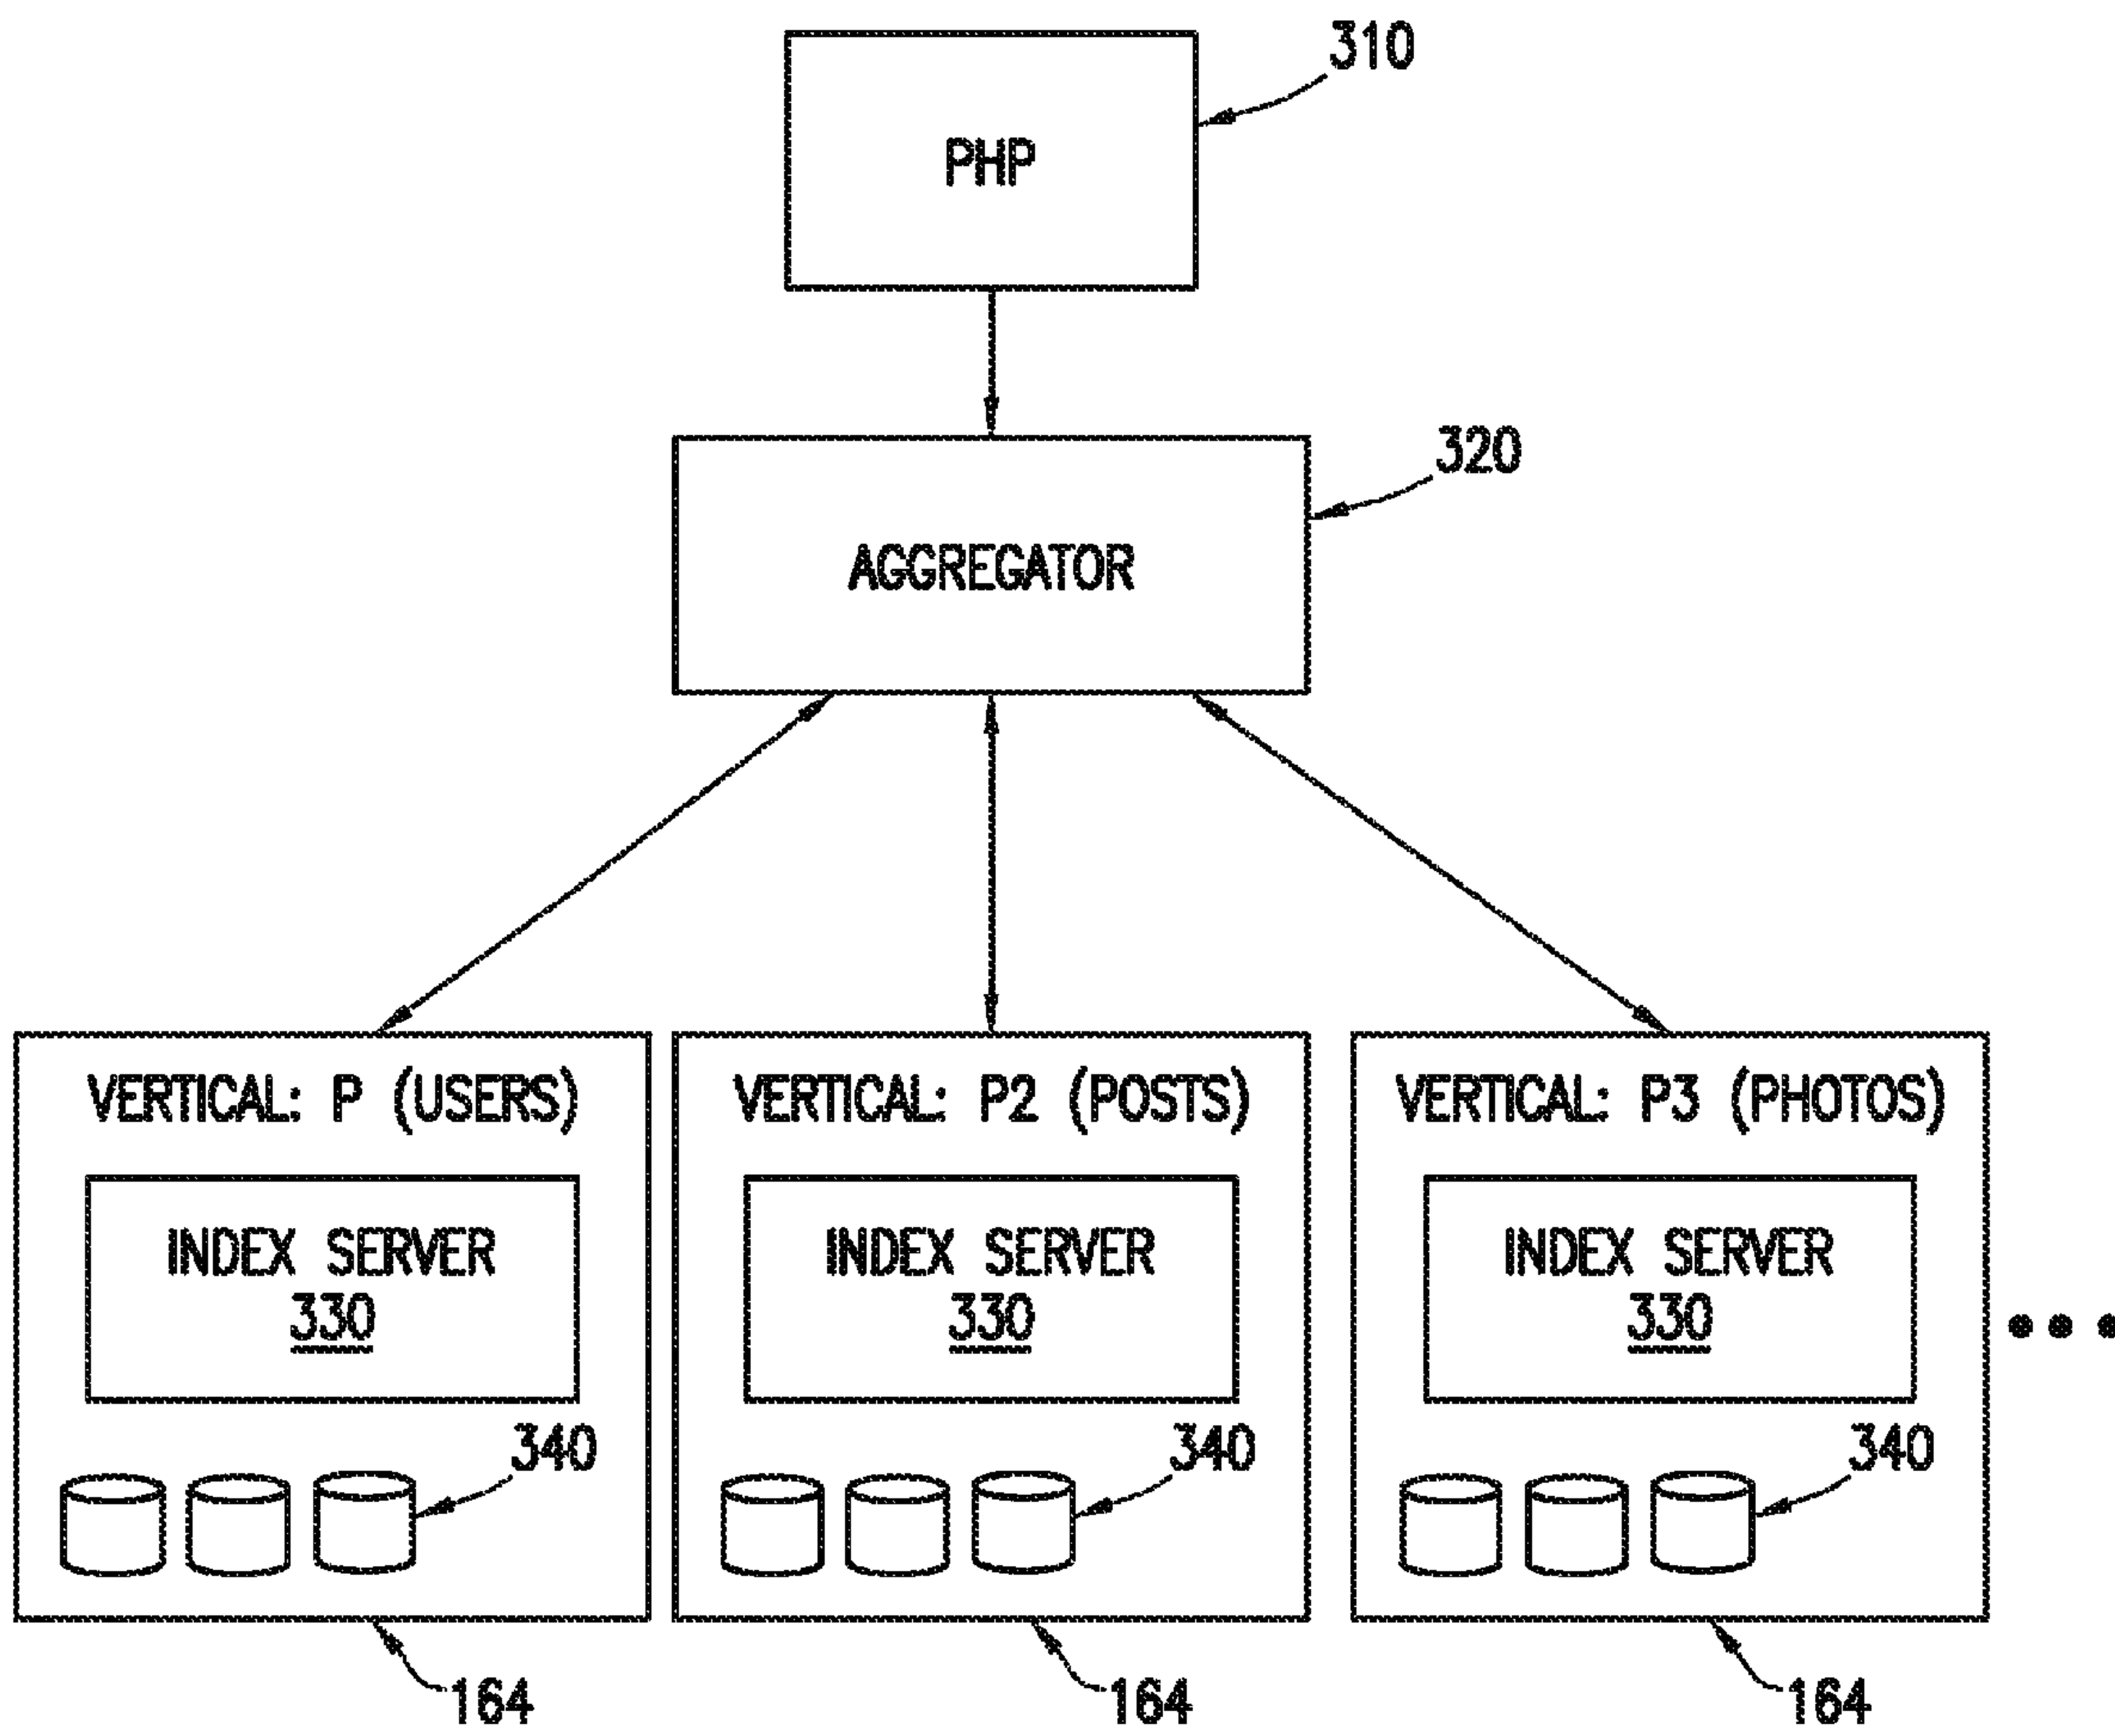 310
PHP
320
AGGREGATOR
VERTICAL: P (USERS)
INDEX SERVER
330
340
164
VERTICAL: P2 (POSTS)
INDEX SERVER
330
340
164
VERTICAL: P3 (PHOTOS)
INDEX SERVER
330
340
164